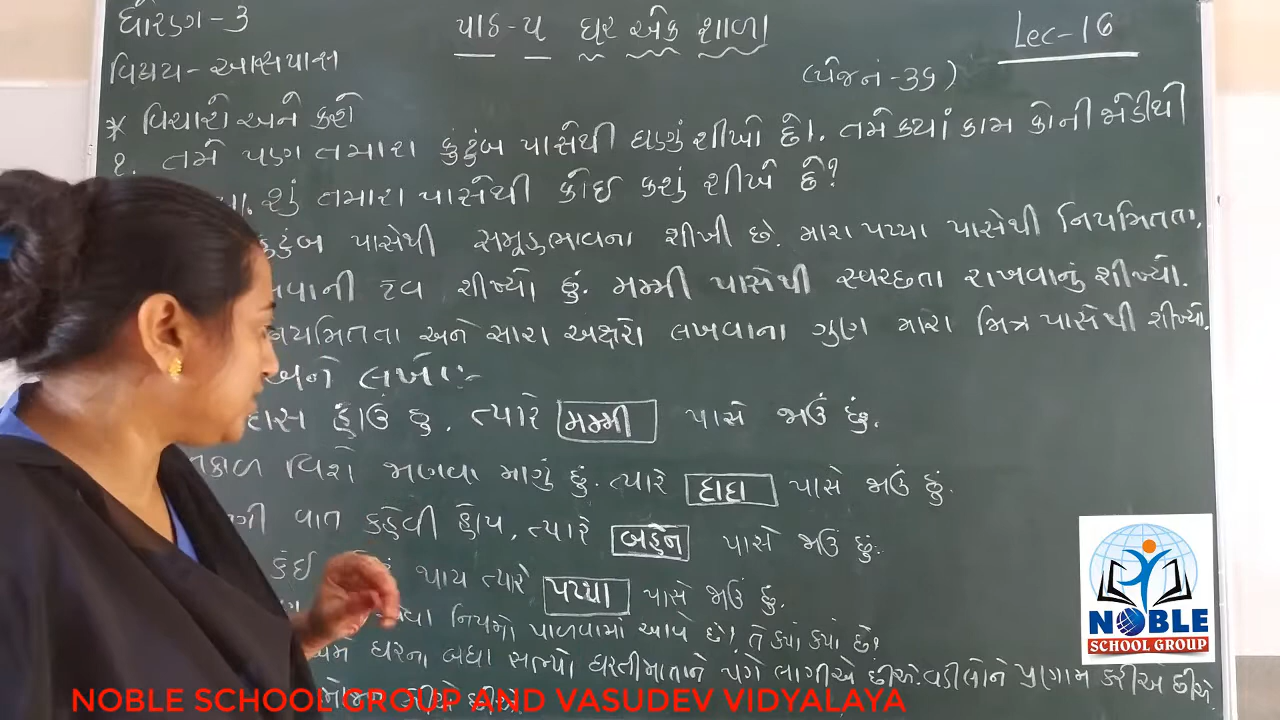 ધોરણ - 3
પાઠ - ૫ ઘર એક શાળા
Lec - 16
વિષય - આસપાસ
(પેજ નં - 39)
* વિચારો અને કહો
૧. તમે પણ તમારા કુટુંબ પાસેથી ઘણું શીખો છો. તમે ક્યાં કામ કોની જોડેથી
શું તમારા પાસેથી કોઈ કશું શીખે છે?
કુટુંબ પાસેથી સમૂહભાવના શીખી છે. મારા પપ્પા પાસેથી નિયમિતતા,
ટેવ શીખ્યો છું. મમ્મી પાસેથી સ્વચ્છતા રાખવાનું શીખ્યો.
અને સારા અક્ષરો લખવાના ગુણ મારા મિત્ર પાસેથી શીખ્યો.
અને લખો :-
હોઉં છું, ત્યારે મમ્મી પાસે જાઉં છું.
વિશે જાણવા માગું છું. ત્યારે દાદા પાસે જાઉં છું.
વાત કહેવી હોય, ત્યારે બહેન પાસે જાઉં છું.
કંઈ થાય ત્યારે પપ્પા પાસે જાઉં છું.
નિયમો પાળવામાં આવે છે! તે ક્યાં ક્યાં છે?
ઘરના બધા સભ્યો ધરતીમાતાને પગે લાગીએ છીએ. વડીલોને પ્રણામ કરીએ છીએ.
છીએ.
NOBLE
SCHOOL GROUP
NOBLE SCHOOL GROUP AND VASUDEV VIDYALAYA